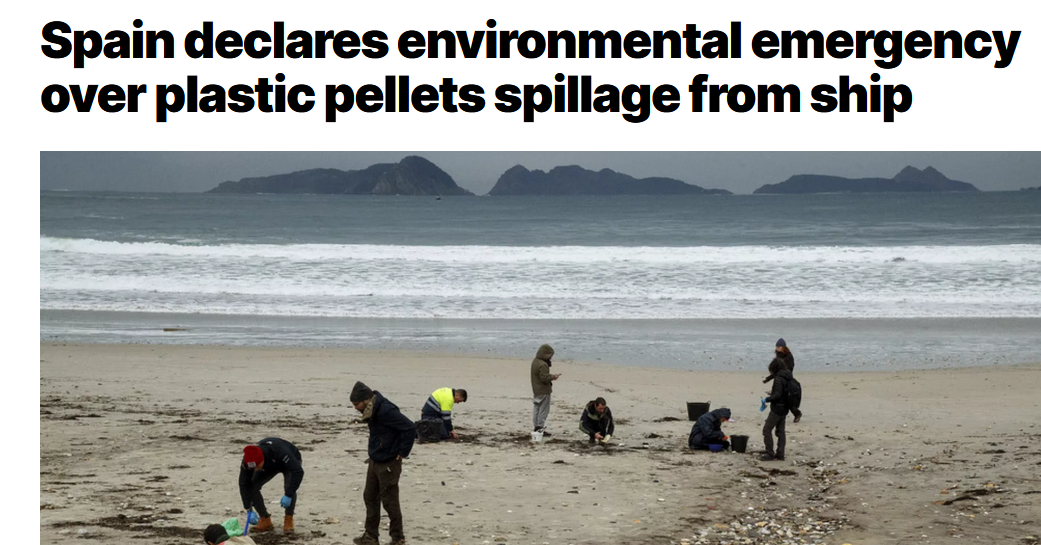 Spain declares environmental emergency
over plastic pellets spillage from ship